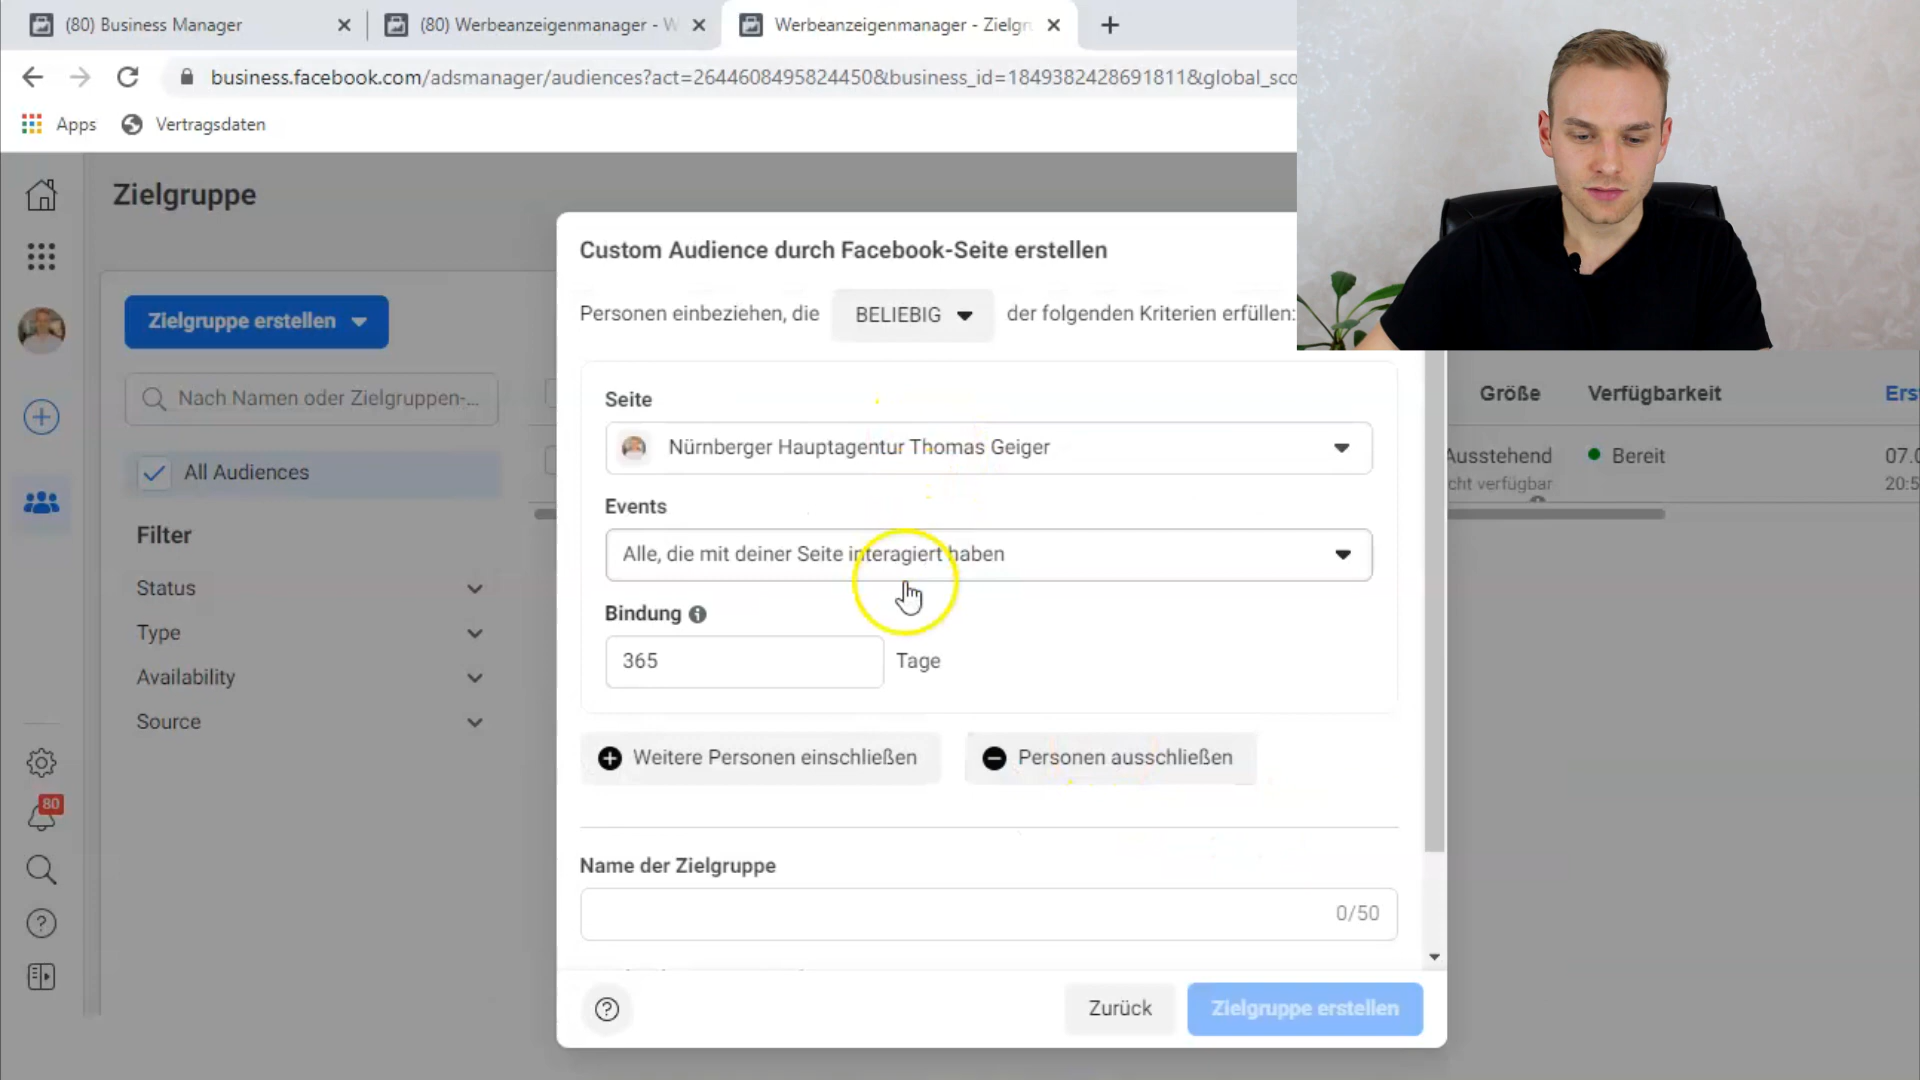 (80) Business Manager
(80) Werbeanzeigenmanager - W
Werbeanzeigenmanager - Zielgr
business.facebook.com/adsmanager/audiences?act=2644608495824450&business_id=1849382428691811&global_sco
Apps
Vertragsdaten
Zielgruppe
Zielgruppe erstellen
Nach Namen oder Zielgruppen-...
All Audiences
Filter
Status
Type
Availability
Source
80
Custom Audience durch Facebook-Seite erstellen
Personen einbeziehen, die BELIEBIG der folgenden Kriterien erfüllen:
Seite
Nürnberger Hauptagentur Thomas Geiger
Events
Alle, die mit deiner Seite interagiert haben
Bindung
365 Tage
Weitere Personen einschließen
Personen ausschließen
Name der Zielgruppe
0/50
Zurück
Zielgruppe erstellen
Größe
Verfügbarkeit
Ers
Ausstehend
cht verfügbar
Bereit
07.0
20:5